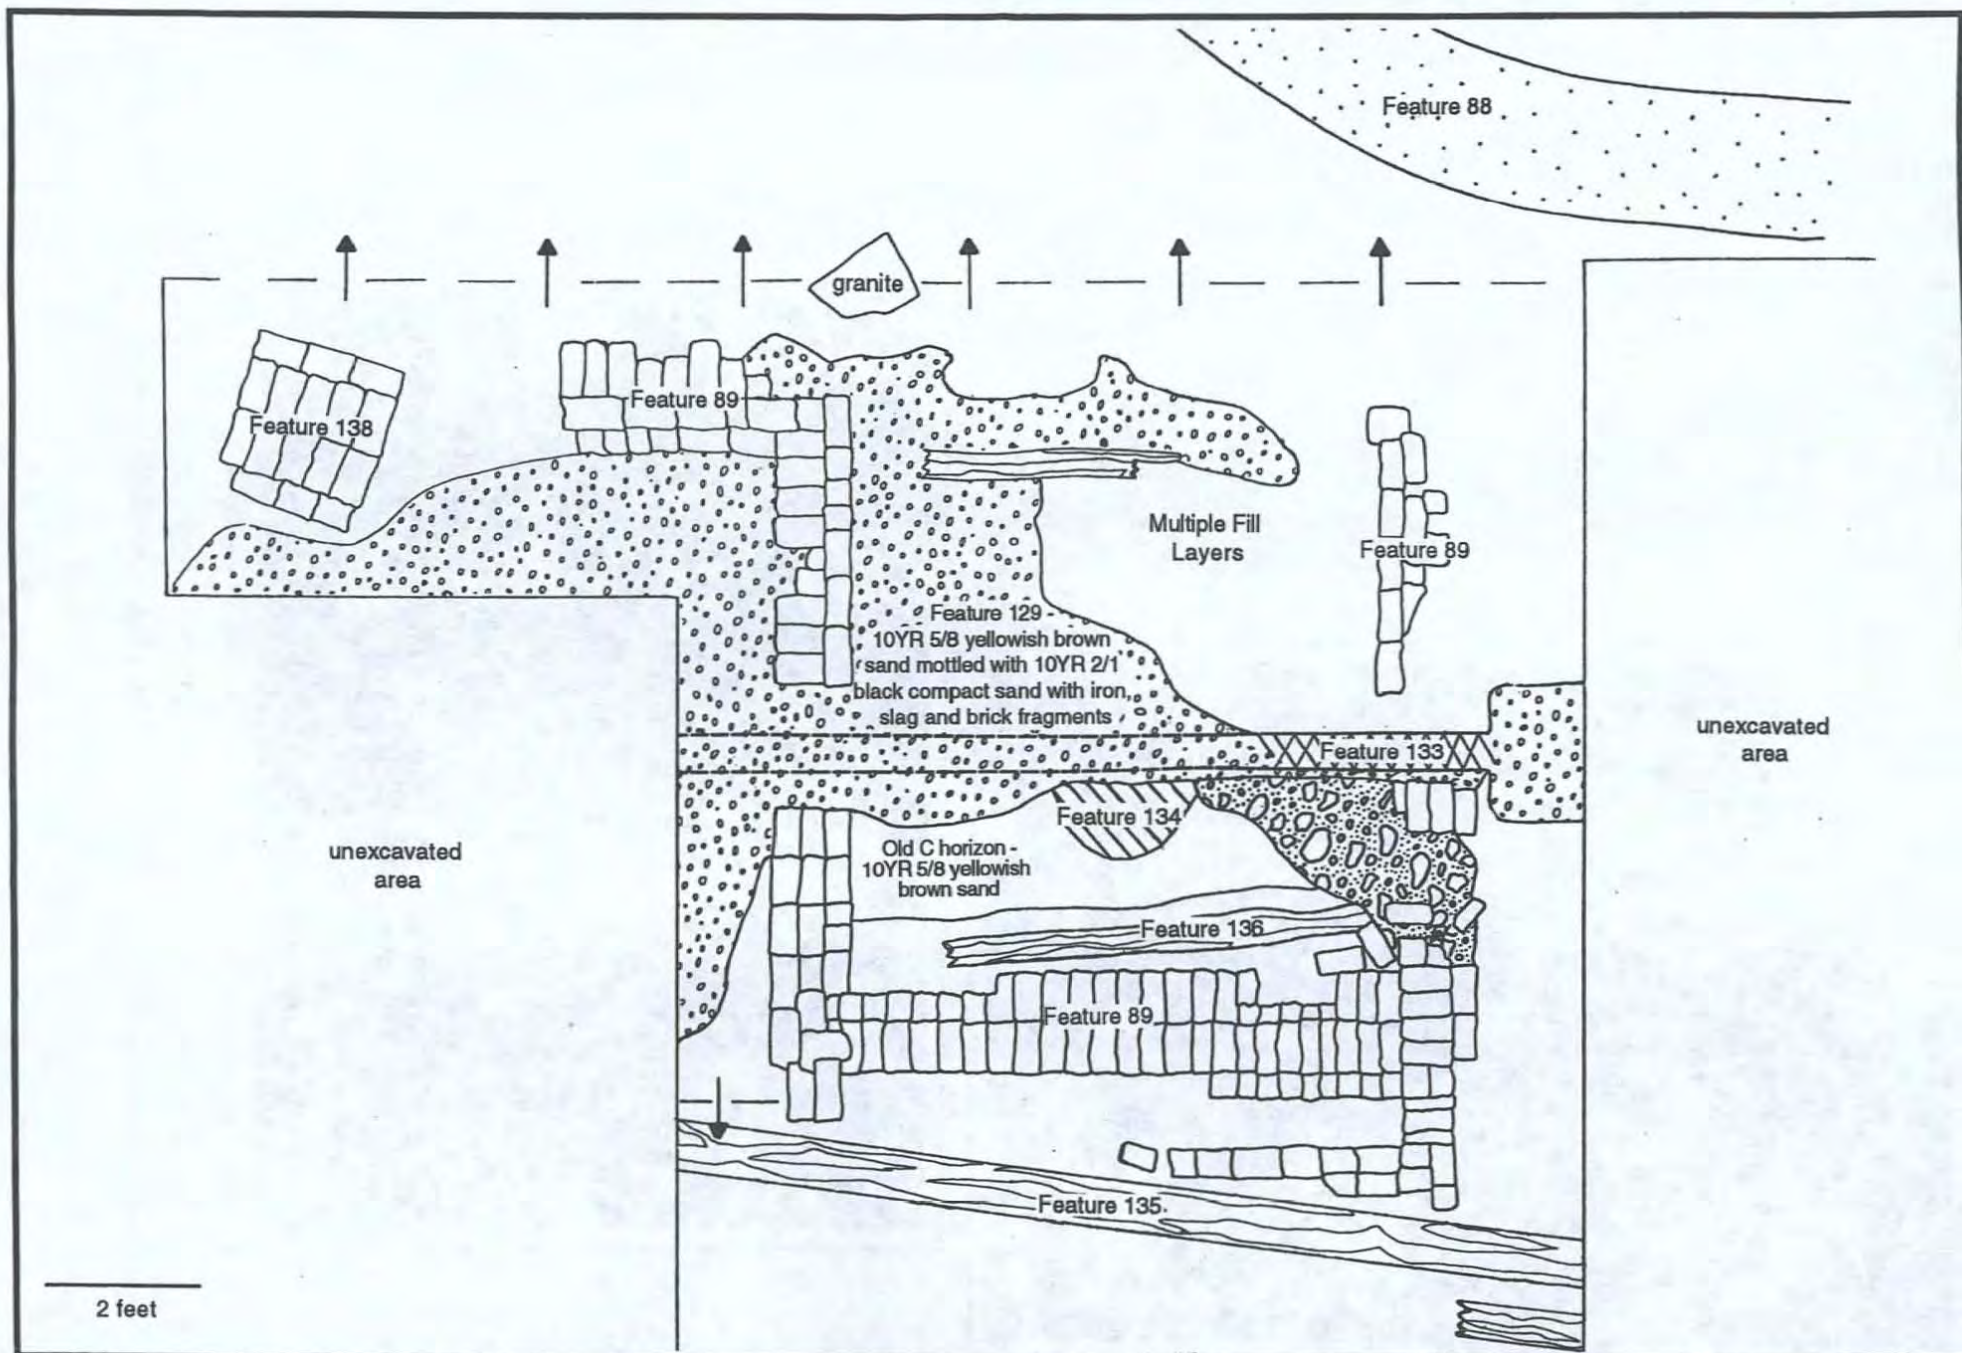 Feature 88
granite
Feature 138
Feature 89
Multiple Fill
Layers
Feature 89
Feature 129 -
10YR 5/8 yellowish brown
sand mottled with 10YR 2/1
black compact sand with iron,
slag and brick fragments
Feature 133
unexcavated
area
Feature 134
unexcavated
area
Old C horizon -
10YR 5/8 yellowish
brown sand
Feature 136
Feature 89
Feature 135
2 feet